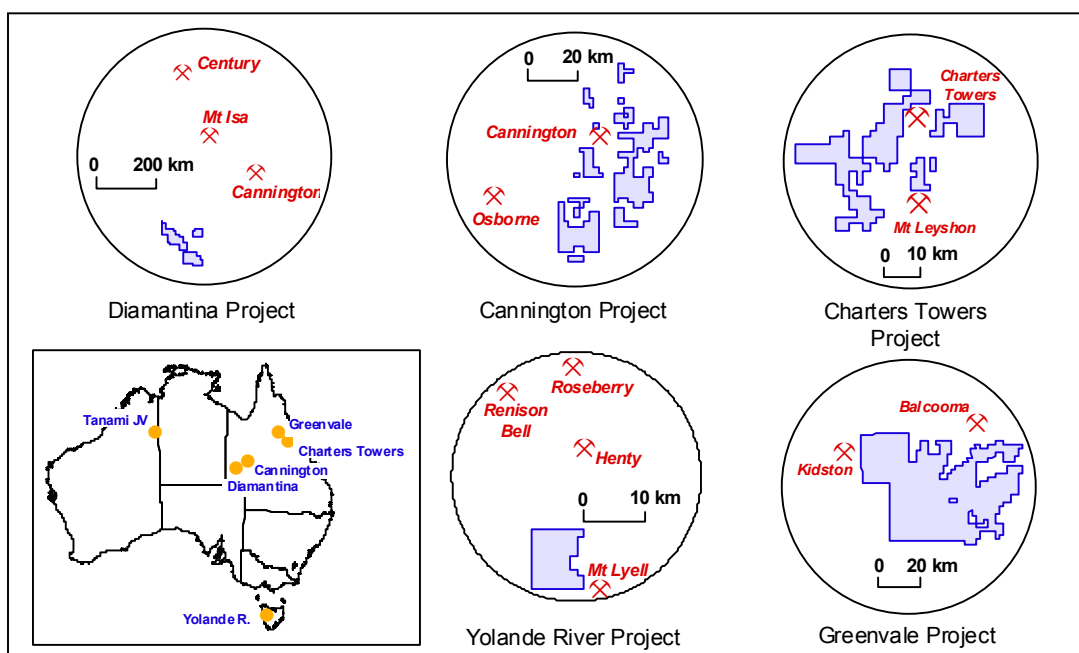 Century
Mt Isa
0 200 km
Cannington
Diamantina Project
0 20 km
Cannington
Osborne
Cannington Project
Charters
Towers
Mt Leyshon
0 10 km
Charters Towers
Project
Tanami JV
Greenvale
Charters Towers
Cannington
Diamantina
Yolande R.
Roseberry
Renison
Bell
Henty
0 10 km
Mt Lyell
Yolande River Project
Balcooma
Kidston
0 20 km
Greenvale Project